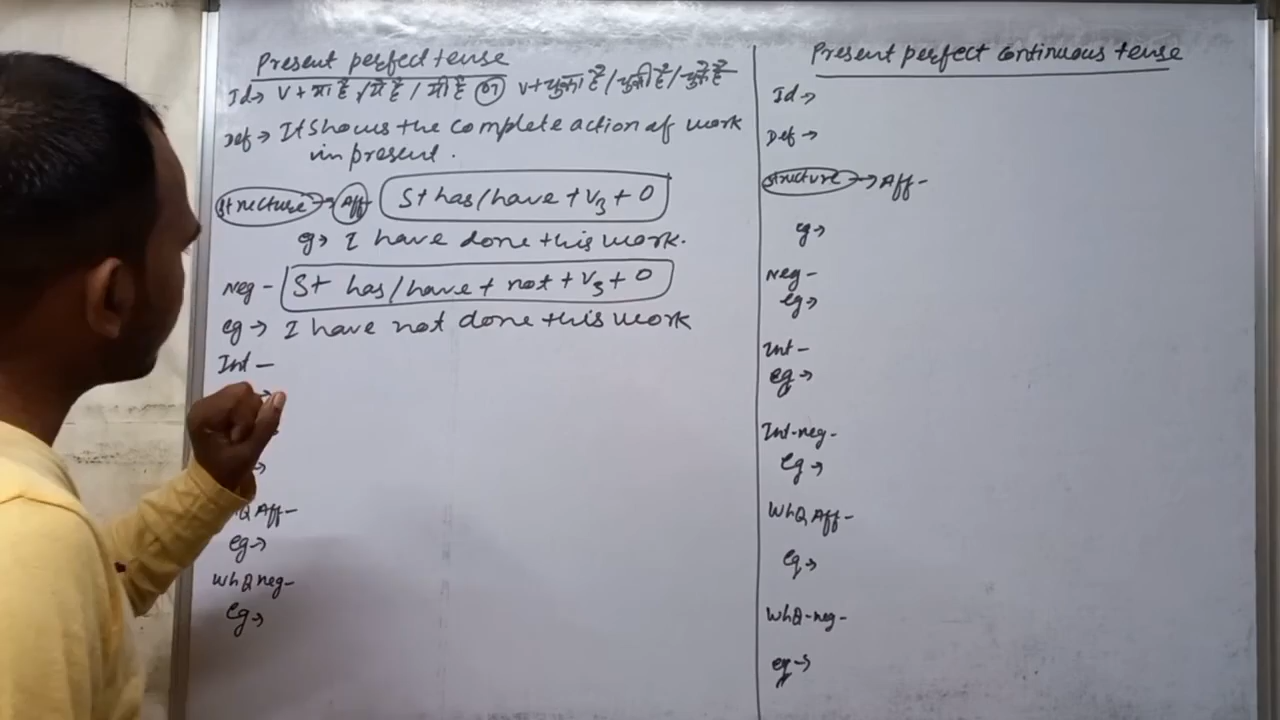 Present perfect tense
Id→ V + या है / ये हैं / यी है or V + चुका है / चुकी है / चुके हैं
Def → It shows the complete action of work
in present.
Structure → Aff S+ has/have + V3 + O
eg→ I have done this work.
Neg - S+ has/have + not + V3 + O
eg → I have not done this work
Int –
Q Aff-
eg→
WhQ neg-
eg→
Present perfect continuous tense
Id→
Def→
Structure → Aff-
eg→
Neg -
eg→
Int –
eg→
Int-neg-
eg→
WhQ Aff-
eg→
WhQ-neg-
eg→